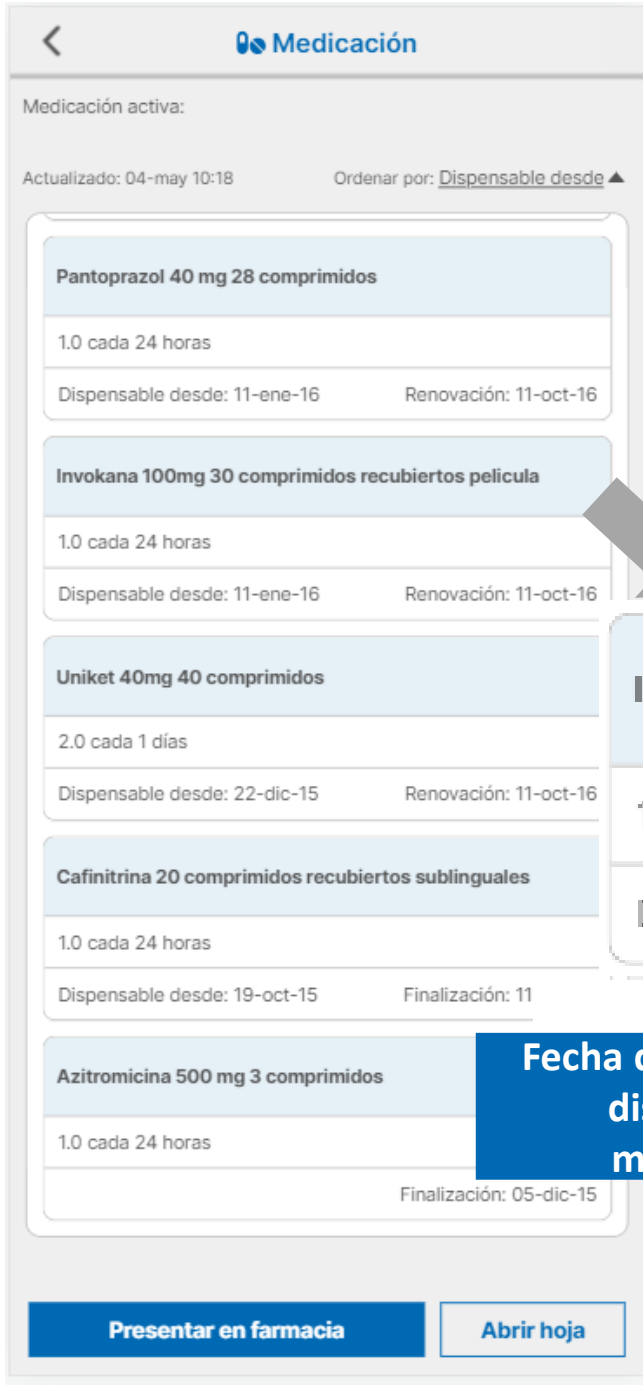 Medicación
Medicación activa:
Actualizado: 04-may 10:18 Ordenar por: Dispensable desde
Pantoprazol 40 mg 28 comprimidos
1.0 cada 24 horas
Dispensable desde: 11-ene-16 Renovación: 11-oct-16
Invokana 100mg 30 comprimidos recubiertos pelicula
1.0 cada 24 horas
Dispensable desde: 11-ene-16 Renovación: 11-oct-16
Uniket 40mg 40 comprimidos
2.0 cada 1 días
Dispensable desde: 22-dic-15 Renovación: 11-oct-16
Cafinitrina 20 comprimidos recubiertos sublinguales
1.0 cada 24 horas
Dispensable desde: 19-oct-15 Finalización: 11
Fecha
Azitromicina 500 mg 3 comprimidos
1.0 cada 24 horas
Finalización: 05-dic-15
Presentar en farmacia Abrir hoja